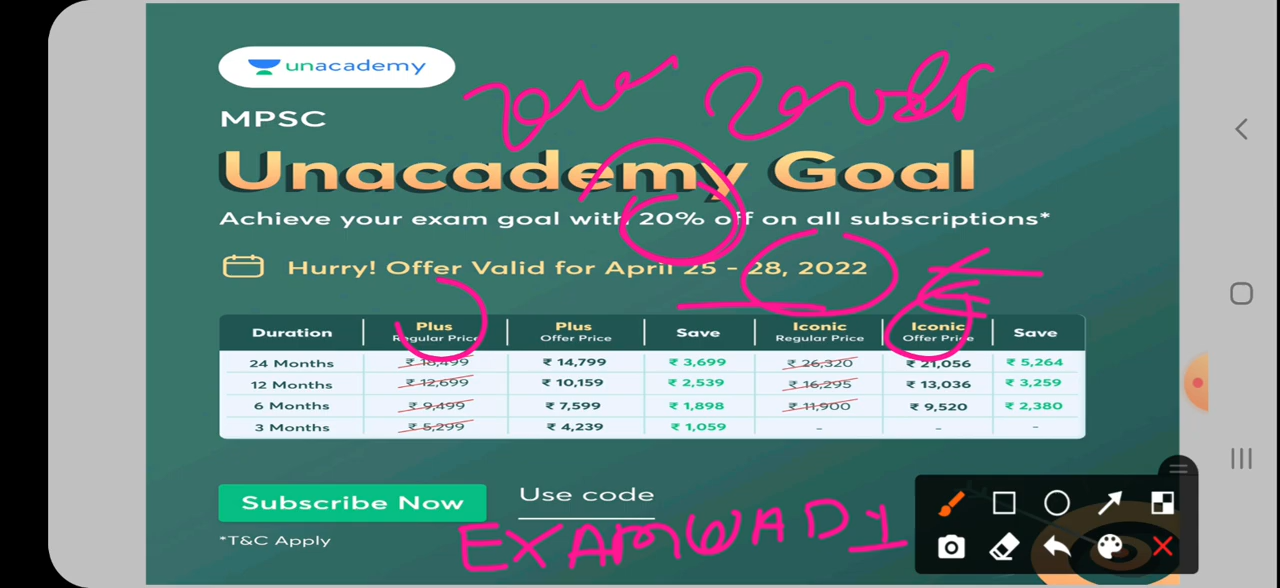 unacademy
MPSC
Unacademy Goal
Achieve your exam goal with 20% off on all subscriptions*
Hurry! Offer Valid for April 25 - 28, 2022
Duration Plus Regular Price Plus Offer Price Save Iconic Regular Price Iconic Offer Price Save
24 Months ₹ 18,499 ₹ 14,799 ₹ 3,699 ₹ 26,320 ₹ 21,056 ₹ 5,264
12 Months ₹ 12,699 ₹ 10,159 ₹ 2,539 ₹ 16,295 ₹ 13,036 ₹ 3,259
6 Months ₹ 9,499 ₹ 7,599 ₹ 1,898 ₹ 11,900 ₹ 9,520 ₹ 2,380
3 Months ₹ 5,299 ₹ 4,239 ₹ 1,059 - - -
Subscribe Now
Use code
EXAMWAD1
*T&C Apply